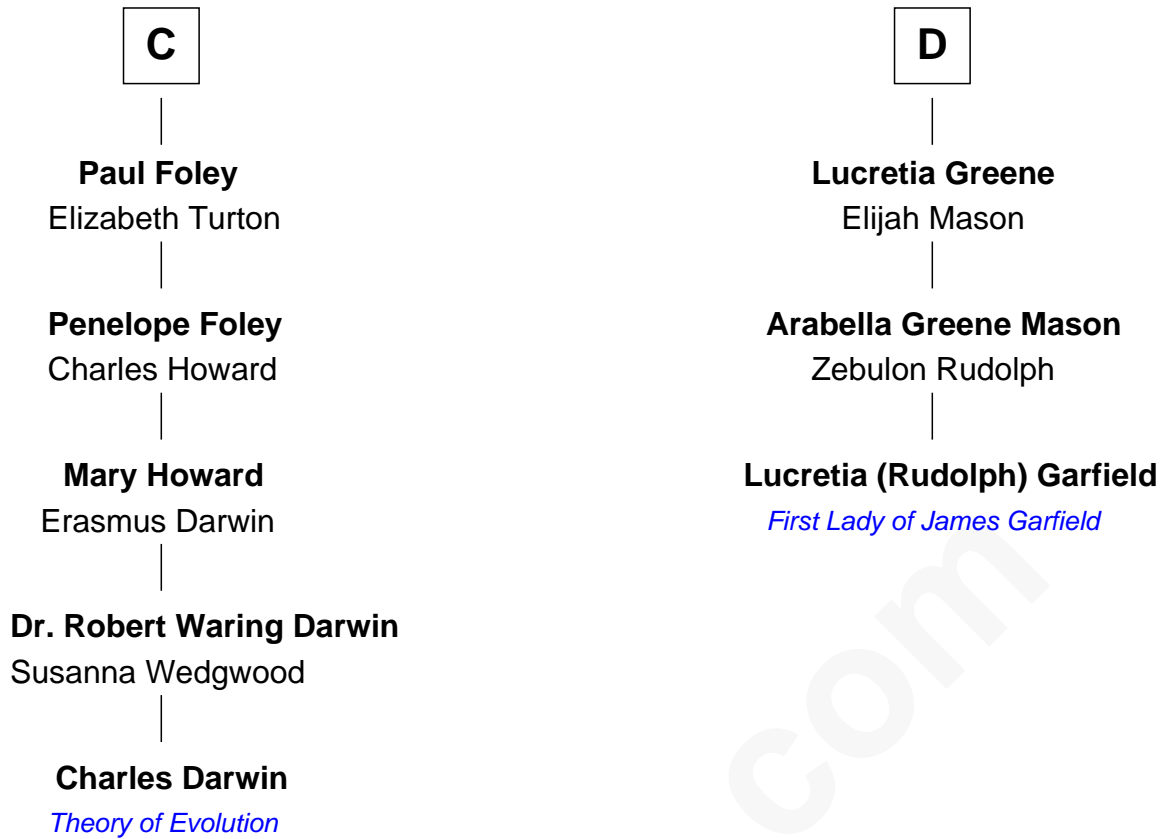 C
Paul Foley
Elizabeth Turton
Penelope Foley
Charles Howard
Mary Howard
Erasmus Darwin
Dr. Robert Waring Darwin
Susanna Wedgwood
Charles Darwin
Theory of Evolution
D
Lucretia Greene
Elijah Mason
Arabella Greene Mason
Zebulon Rudolph
Lucretia (Rudolph) Garfield
First Lady of James Garfield
com